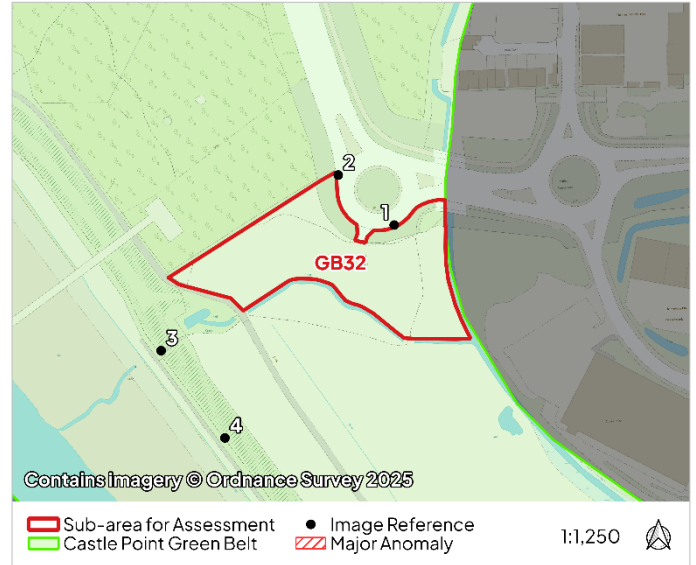 2
1
GB32
3
4
Contains imagery © Ordnance Survey 2025
Sub-area for Assessment
Image Reference
Castle Point Green Belt
Major Anomaly
1:1,250